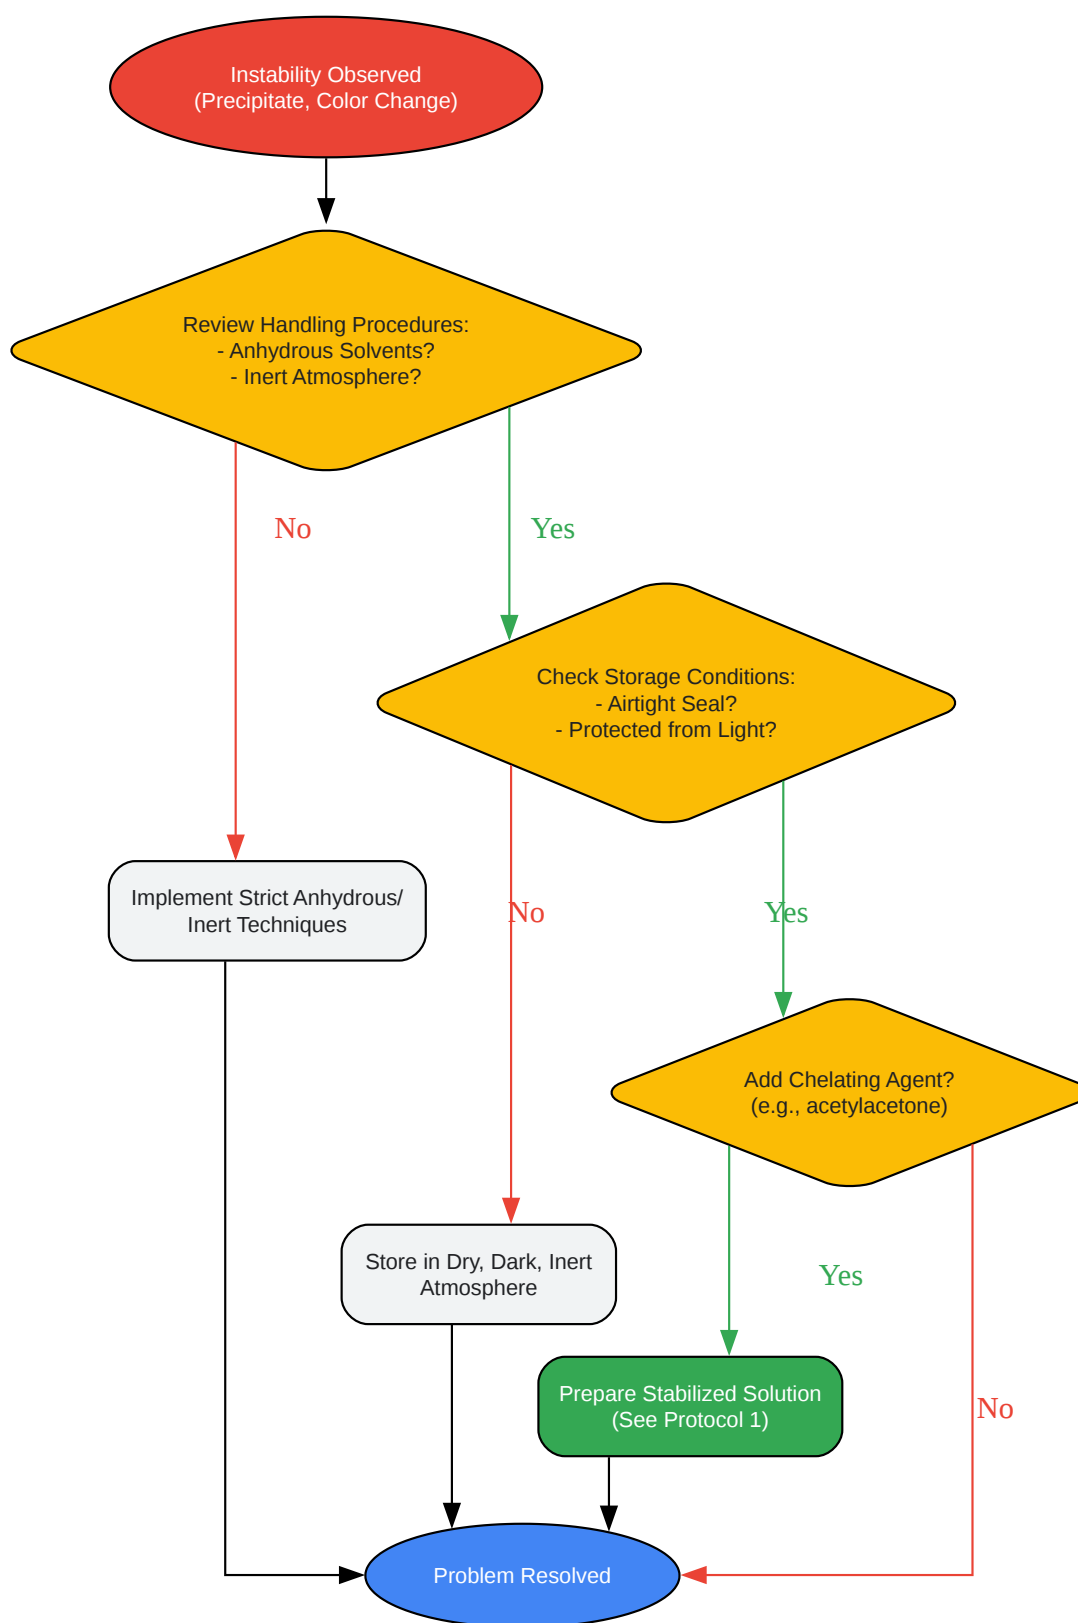 Instability Observed
(Precipitate, Color Change)
Review Handling Procedures:
- Anhydrous Solvents?
- Inert Atmosphere?
No
Yes
Check Storage Conditions:
- Airtight Seal?
- Protected from Light?
Implement Strict Anhydrous/
Inert Techniques
No
Yes
Add Chelating Agent?
(e.g., acetylacetone)
Store in Dry, Dark, Inert
Atmosphere
Yes
Prepare Stabilized Solution
(See Protocol 1)
No
Problem Resolved